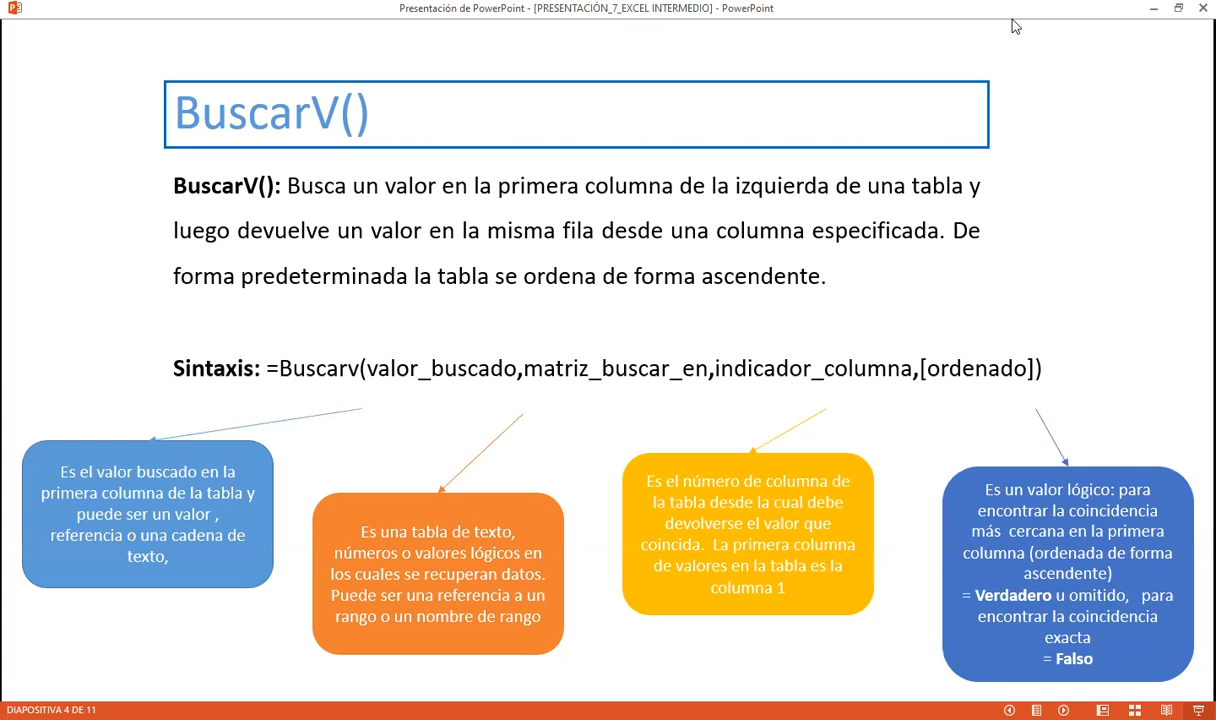 Presentación de PowerPoint - [PRESENTACIÓN_7_EXCEL INTERMEDIO] - PowerPoint
BuscarV()
BuscarV(): Busca un valor en la primera columna de la izquierda de una tabla y
luego devuelve un valor en la misma fila desde una columna especificada. De
forma predeterminada la tabla se ordena de forma ascendente.
Sintaxis: =Buscarv(valor_buscado,matriz_buscar_en,indicador_columna,[ordenado])
Es el valor buscado en la
primera columna de la tabla y
puede ser un valor ,
referencia o una cadena de
texto,
Es una tabla de texto,
números o valores lógicos en
los cuales se recuperan datos.
Puede ser una referencia a un
rango o un nombre de rango
Es el número de columna de
la tabla desde la cual debe
devolverse el valor que
coincida. La primera columna
de valores en la tabla es la
columna 1
Es un valor lógico: para
encontrar la coincidencia
más cercana en la primera
columna (ordenada de forma
ascendente)
= Verdadero u omitido, para
encontrar la coincidencia
exacta
= Falso
DIAPOSITIVA 4 DE 11